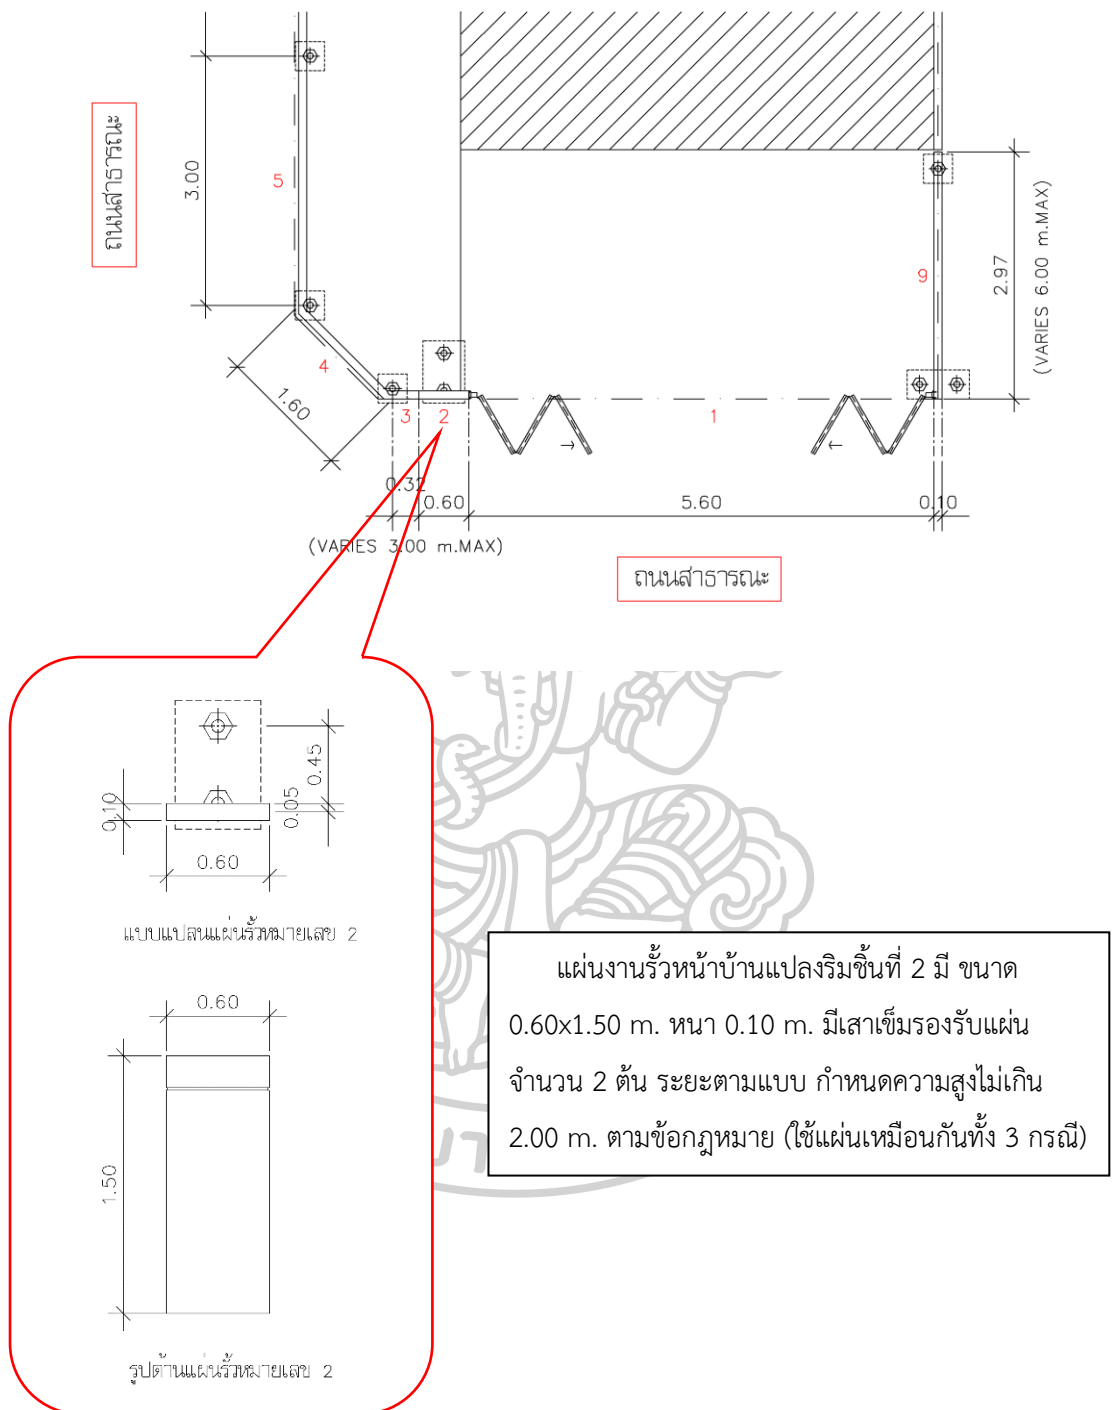 ถนนสาธารณะ
3.00
5
4
1.60
3
2
1
9
2.97
(VARIES 6.00 m.MAX)
0.32
0.60
5.60
0.10
(VARIES 3.00 m.MAX)
ถนนสาธารณะ
0.10
0.45
0.05
0.60
แบบแปลนแผ่นรั้วหมายเลข 2
0.60
1.50
รูปด้านแผ่นรั้วหมายเลข 2
แผ่นงานรั้วหน้าบ้านแปลงริมชิ้นที่ 2 มี ขนาด
0.60x1.50 m. หนา 0.10 m. มีเสาเข็มรองรับแผ่น
จำนวน 2 ต้น ระยะตามแบบ กำหนดความสูงไม่เกิน
2.00 m. ตามข้อกฎหมาย (ใช้แผ่นเหมือนกันทั้ง 3 กรณี)